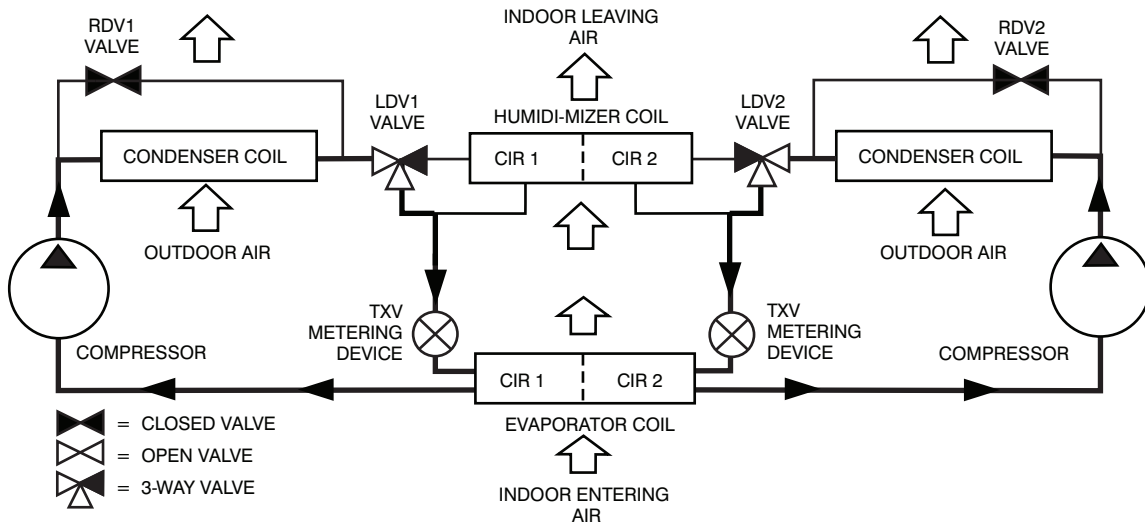 RDV1
VALVE
INDOOR LEAVING
AIR
RDV2
VALVE
LDV1
VALVE
HUMIDI-MIZER COIL
LDV2
VALVE
CONDENSER COIL
CIR 1
CIR 2
CONDENSER COIL
OUTDOOR AIR
OUTDOOR AIR
TXV
METERING
DEVICE
TXV
METERING
DEVICE
COMPRESSOR
COMPRESSOR
CIR 1
CIR 2
EVAPORATOR COIL
= CLOSED VALVE
= OPEN VALVE
= 3-WAY VALVE
INDOOR ENTERING
AIR